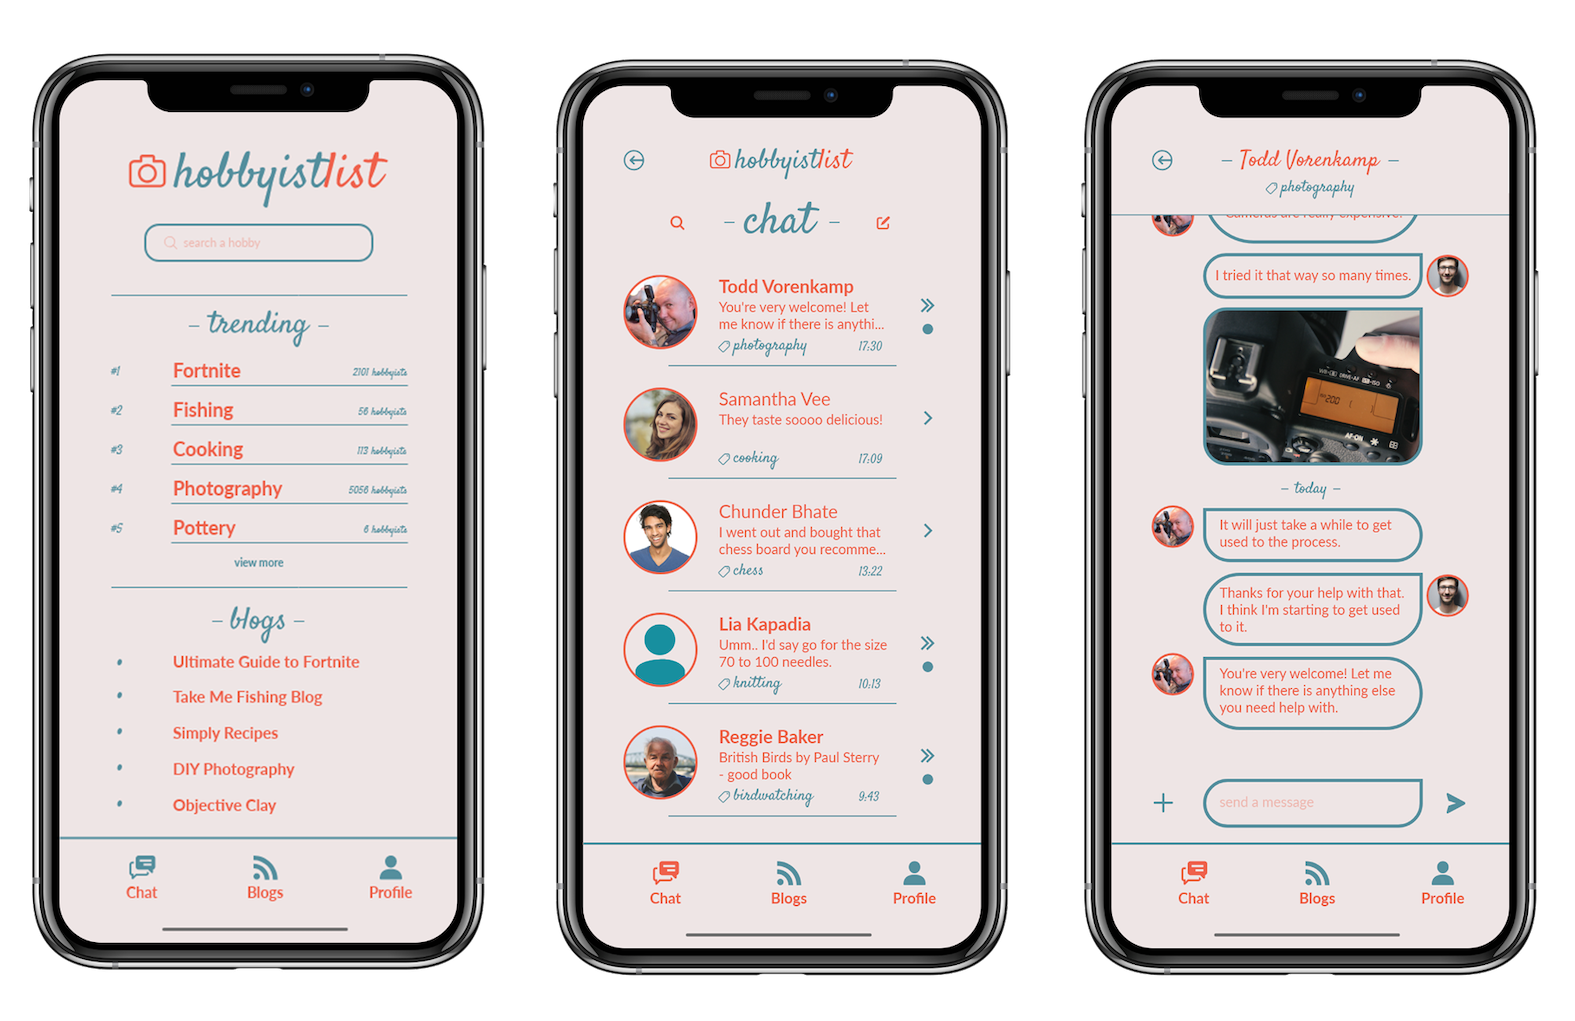 hobbyistlist
search a hobby
- trending -
#1 Fortnite 2101 hobbyists
#2 Fishing 56 hobbyists
#3 Cooking 113 hobbyists
#4 Photography 5056 hobbyists
#5 Pottery 6 hobbyists
view more
- blogs -
• Ultimate Guide to Fortnite
• Take Me Fishing Blog
• Simply Recipes
• DIY Photography
• Objective Clay
Chat Blogs Profile
hobbyistlist
- chat -
Todd Vorenkamp
You're very welcome! Let
me know if there is anythi...
photography 17:30
Samantha Vee
They taste soooo delicious!
cooking 17:09
Chunder Bhate
I went out and bought that
chess board you recomme...
chess 13:22
Lia Kapadia
Umm.. I'd say go for the size
70 to 100 needles.
knitting 10:13
Reggie Baker
British Birds by Paul Sterry
- good book
birdwatching 9:43
Chat Blogs Profile
- Todd Vorenkamp -
photography
Cameras are really expensive.
I tried it that way so many times.
200
AF-ON
- today -
It will just take a while to get
used to the process.
Thanks for your help with that.
I think I'm starting to get used
to it.
You're very welcome! Let me
know if there is anything else
you need help with.
send a message
Chat Blogs Profile